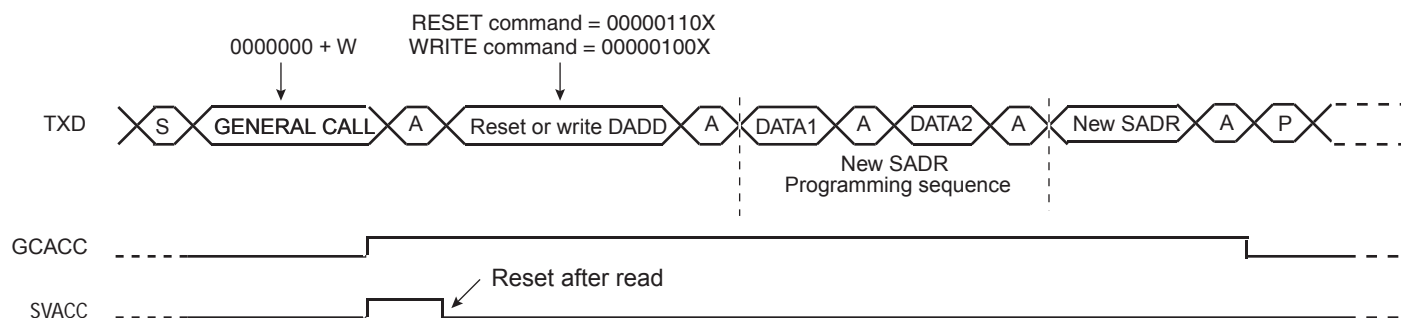 RESET command = 00000110X
0000000 + W
WRITE command = 00000100X
TXD
S
GENERAL CALL
A
Reset or write DADD
A
DATA1
A
DATA2
A
New SADR
A
P
New SADR
Programming sequence
GCACC
Reset after read
SVACC